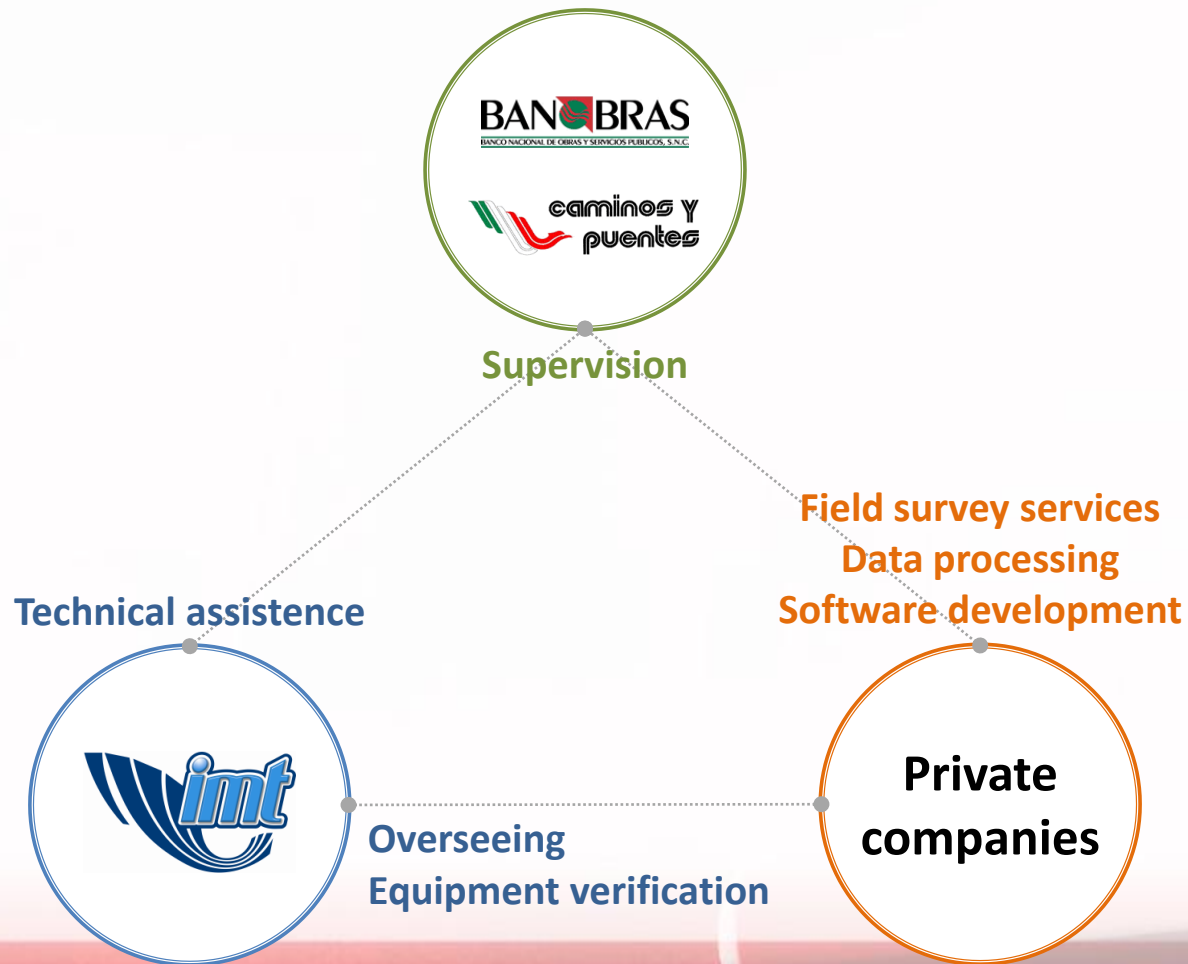 BANOBRAS
BANCO NACIONAL DE OBRAS Y SERVICIOS PUBLICOS, S.N.C.
caminos y
puentes
Supervision
Field survey services
Data processing
Software development
Technical assistence
imt
Private
companies
Overseeing
Equipment verification